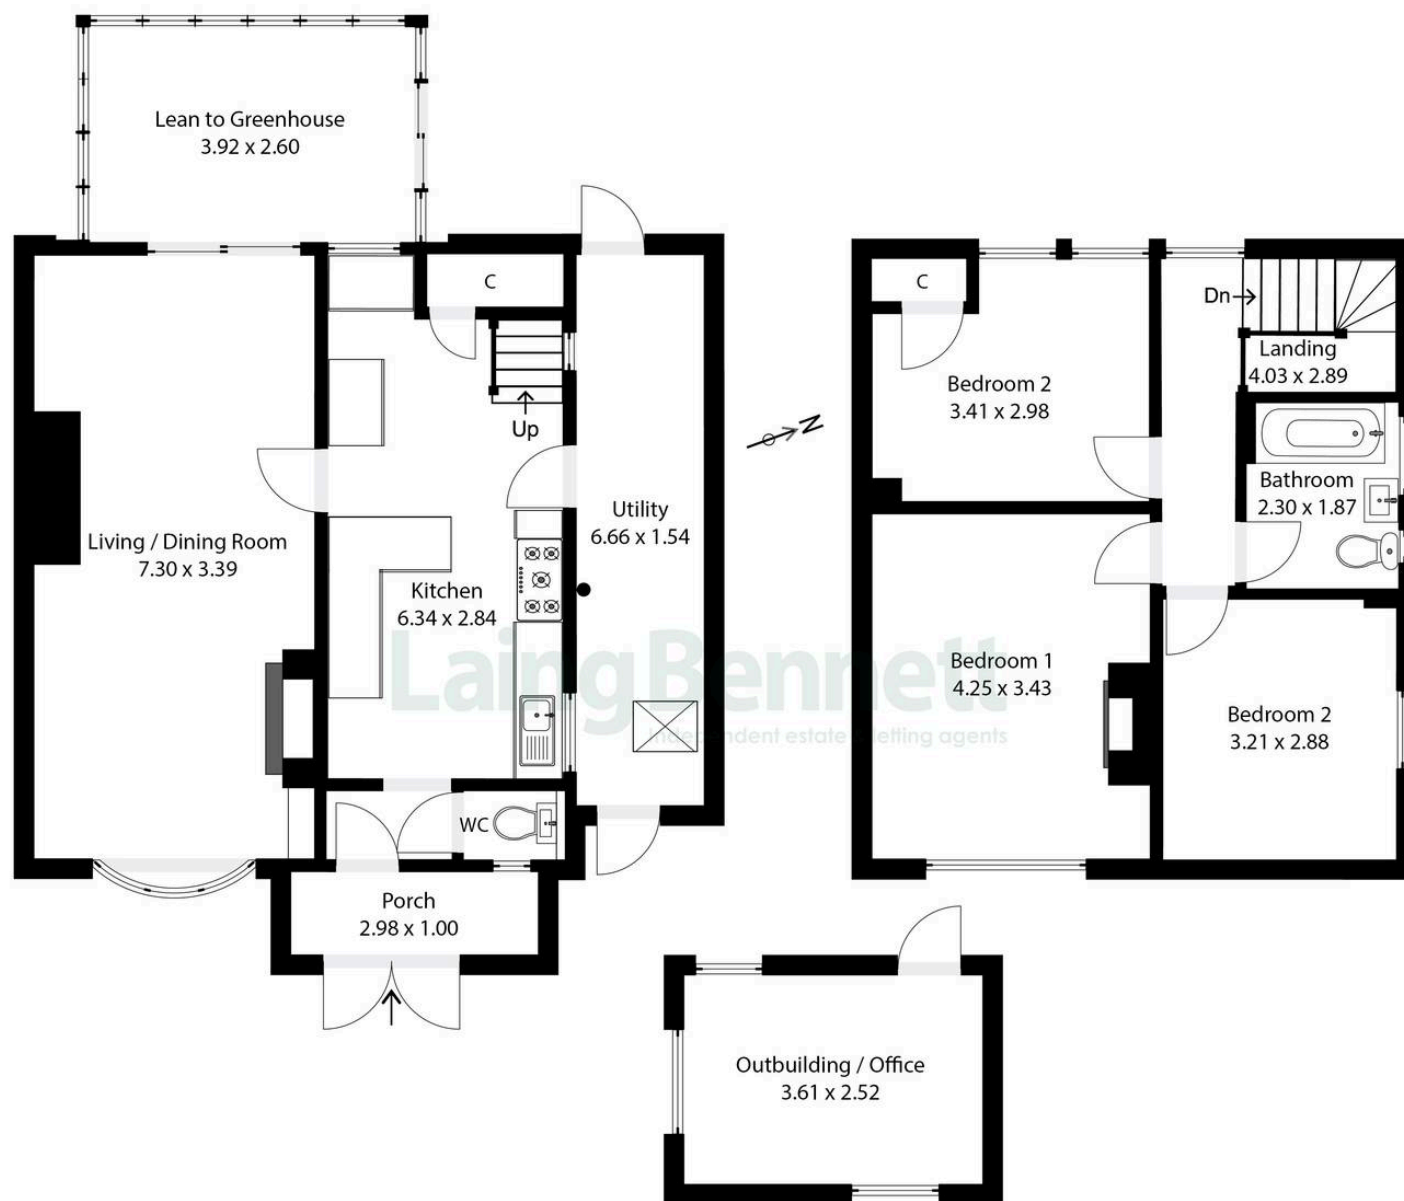 Lean to Greenhouse
3.92 x 2.60
C
Up
Utility
6.66 x 1.54
Living / Dining Room
7.30 x 3.39
Kitchen
6.34 x 2.84
WC
Porch
2.98 x 1.00
N
C
Dn
Landing
4.03 x 2.89
Bedroom 2
3.41 x 2.98
Bathroom
2.30 x 1.87
Bedroom 1
4.25 x 3.43
Bedroom 2
3.21 x 2.88
LaingBennett
Independent estate & letting agents
Outbuilding / Office
3.61 x 2.52